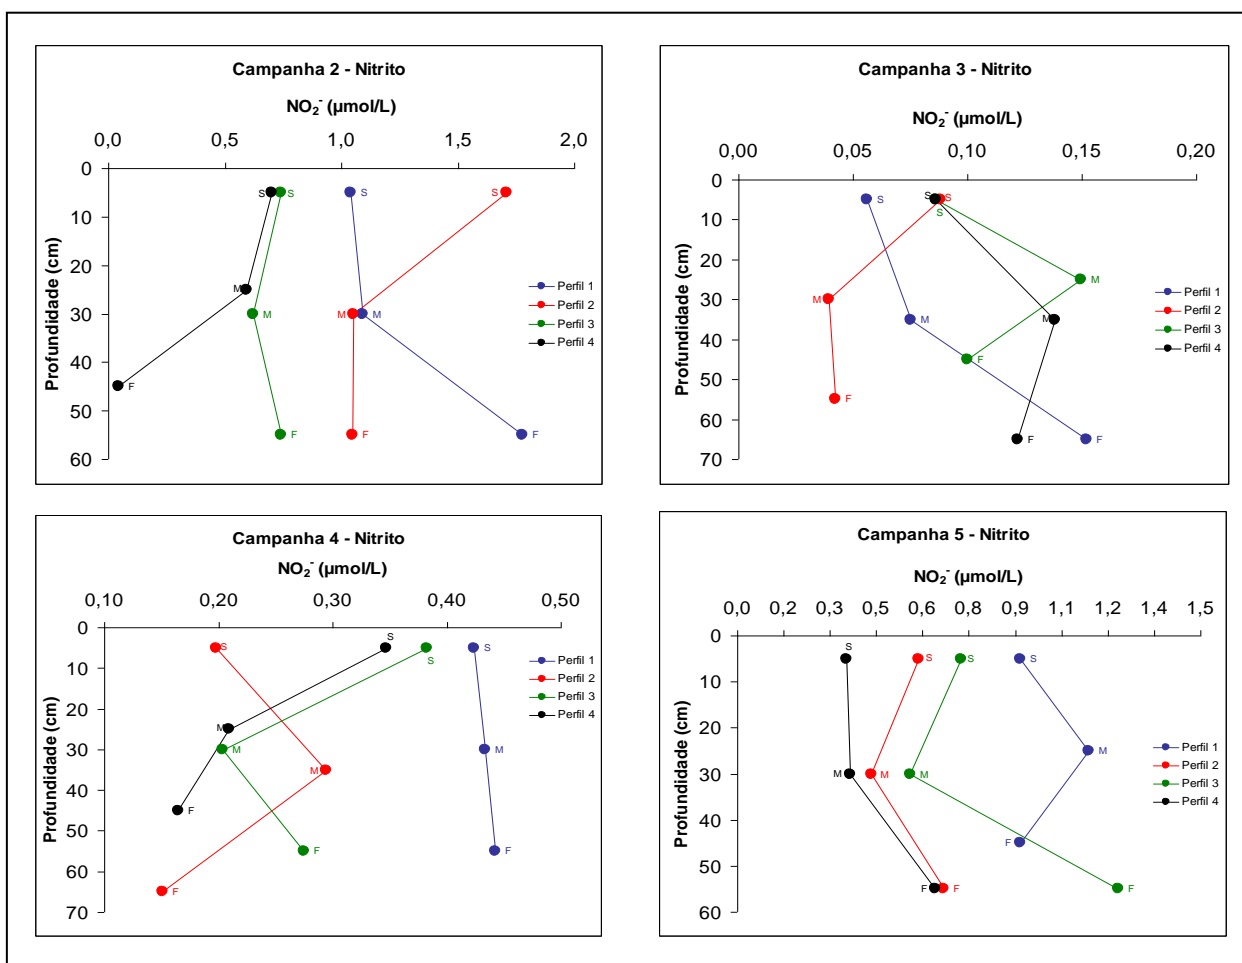 Campanha 2 - Nitrito
NO₂⁻ (µmol/L)
0,0 0,5 1,0 1,5 2,0
0
10
20
30
40
50
60
Profundidade (cm)
S S S S
M M M M
F F F F
Perfil 1
Perfil 2
Perfil 3
Perfil 4
Campanha 3 - Nitrito
NO₂⁻ (µmol/L)
0,00 0,05 0,10 0,15 0,20
0
10
20
30
40
50
60
70
Profundidade (cm)
S S S S
M M M M
F F F F
Perfil 1
Perfil 2
Perfil 3
Perfil 4
Campanha 4 - Nitrito
NO₂⁻ (µmol/L)
0,10 0,20 0,30 0,40 0,50
0
10
20
30
40
50
60
70
Profundidade (cm)
S S S S
M M M M
F F F F
Perfil 1
Perfil 2
Perfil 3
Perfil 4
Campanha 5 - Nitrito
NO₂⁻ (µmol/L)
0,0 0,2 0,3 0,5 0,6 0,8 0,9 1,1 1,2 1,4 1,5
0
10
20
30
40
50
60
Profundidade (cm)
S S S S
M M M M
F F F F
Perfil 1
Perfil 2
Perfil 3
Perfil 4